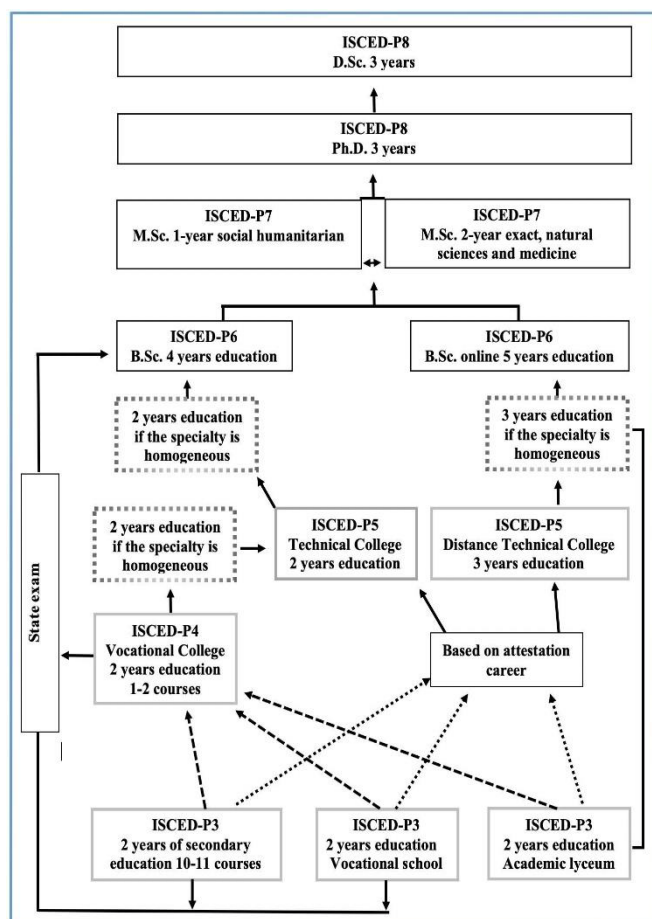 ISCED-P8
D.Sc. 3 years
ISCED-P8
Ph.D. 3 years
ISCED-P7
M.Sc. 1-year social humanitarian
ISCED-P7
M.Sc. 2-year exact, natural
sciences and medicine
ISCED-P6
B.Sc. 4 years education
ISCED-P6
B.Sc. online 5 years education
2 years education
if the specialty is
homogeneous
3 years education
if the specialty is
homogeneous
2 years education
if the specialty is
homogeneous
ISCED-P5
Technical College
2 years education
ISCED-P5
Distance Technical College
3 years education
State exam
ISCED-P4
Vocational College
2 years education
1-2 courses
Based on attestation
career
ISCED-P3
2 years of secondary
education 10-11 courses
ISCED-P3
2 years education
Vocational school
ISCED-P3
2 years education
Academic lyceum